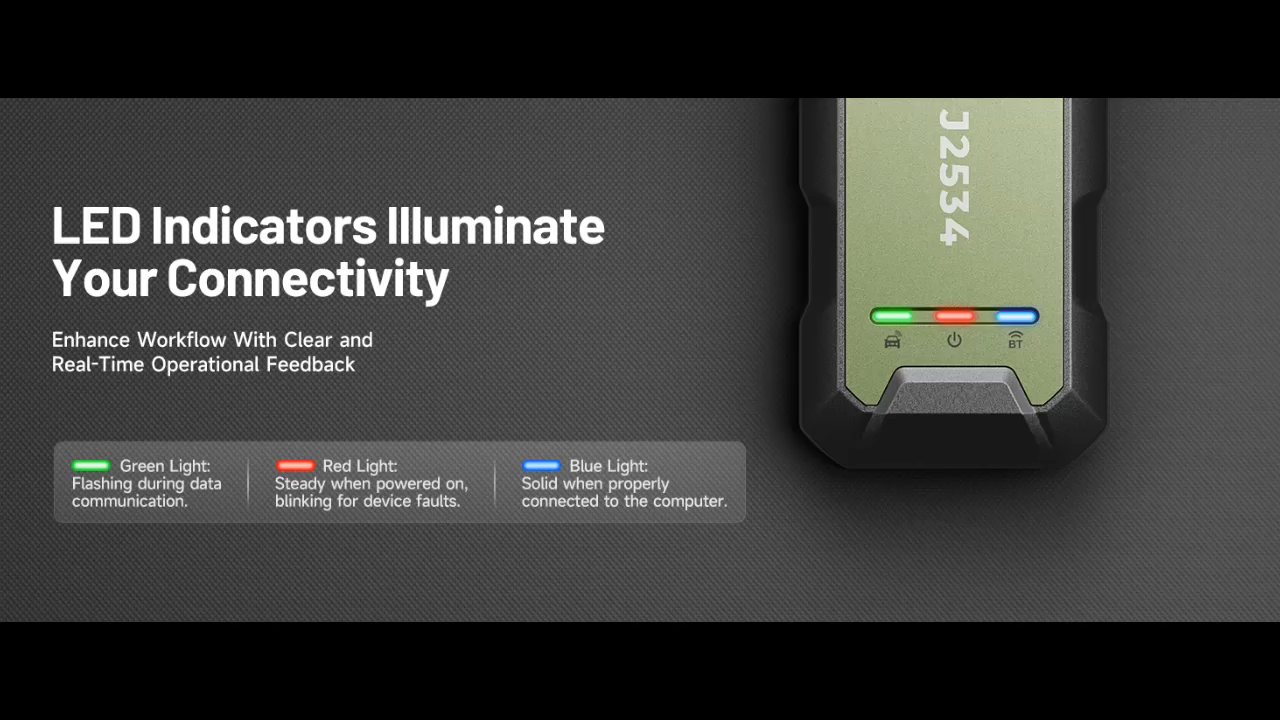 LED Indicators Illuminate
Your Connectivity
Enhance Workflow With Clear and
Real-Time Operational Feedback
Green Light:
Flashing during data
communication.
Red Light:
Steady when powered on,
blinking for device faults.
Blue Light:
Solid when properly
connected to the computer.
J2534
BT